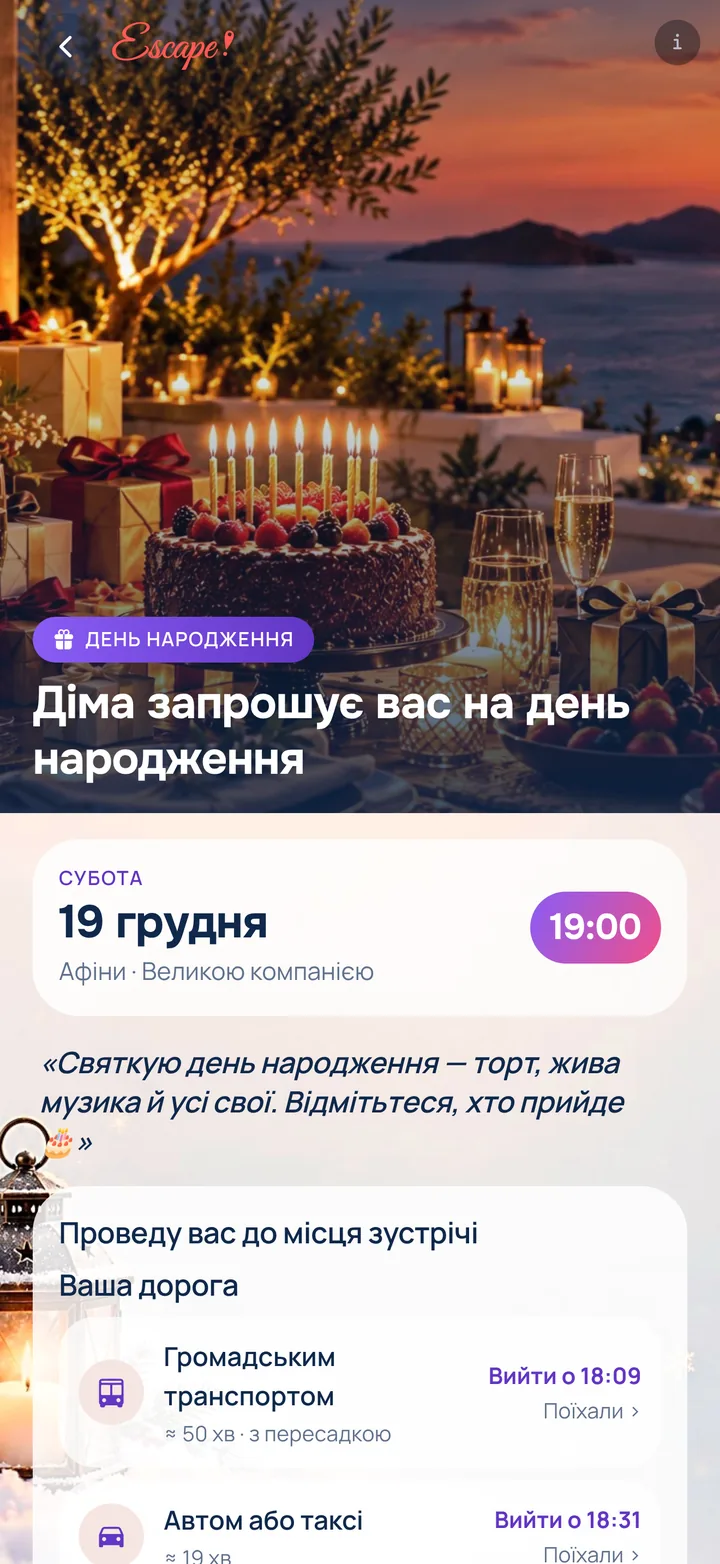 Escape!
i
ДЕНЬ НАРОДЖЕННЯ
Діма запрошує вас на день
народження
СУБОТА
19 грудня
19:00
Афіни · Великою компанією
«Святкую день народження — торт, жива
музика й усі свої. Відмітьтеся, хто прийде
🎂»
Проведу вас до місця зустрічі
Ваша дорога
Громадським
транспортом
≈ 50 хв · з пересадкою
Вийти о 18:09
Поїхали ›
Автом або таксі
≈ 19 хв
Вийти о 18:31
Поїхали ›